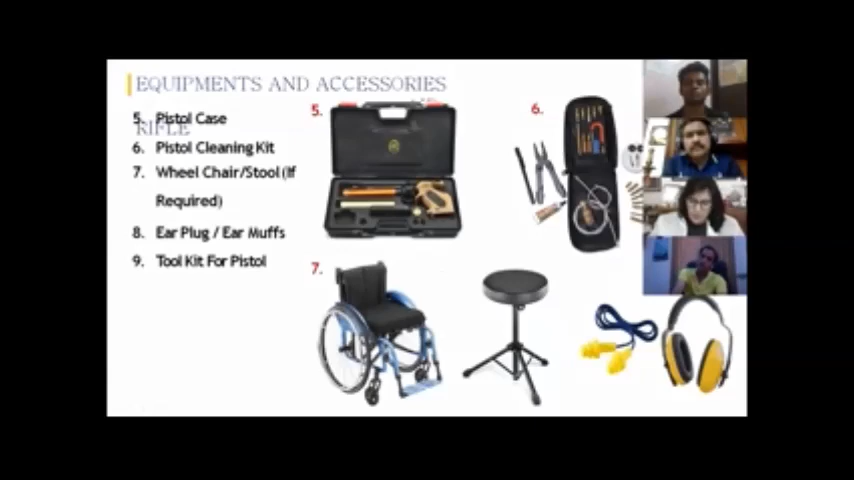 EQUIPMENTS AND ACCESSORIES
RIFLE
5. Pistol Case
6. Pistol Cleaning Kit
7. Wheel Chair/Stool(If
Required)
8. Ear Plug / Ear Muffs
9. Tool Kit For Pistol
5.
6.
7.